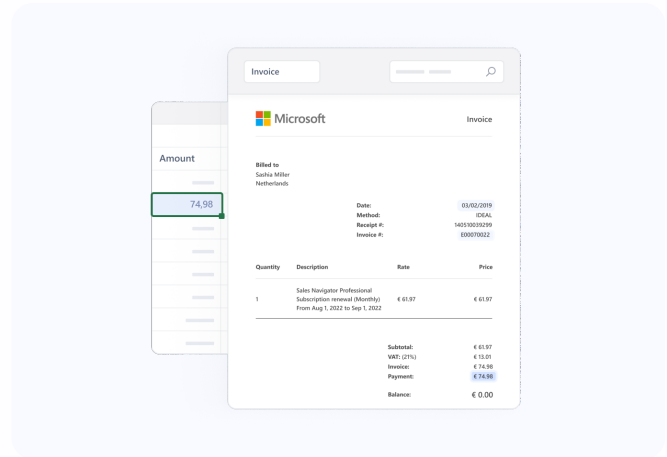 Invoice
Microsoft
Invoice
Amount
74,98
Billed to
Sashia Miller
Netherlands
Date: 03/02/2019
Method: IDEAL
Receipt #: 140510039299
Invoice #: E00070022
Quantity Description Rate Price
Sales Navigator Professional
1 Subscription renewal (Monthly) € 61.97 € 61.97
From Aug 1, 2022 to Sep 1, 2022
Subtotal: € 61.97
VAT: (21%) € 13.01
Invoice: € 74.98
Payment: € 74.98
Balance: € 0.00